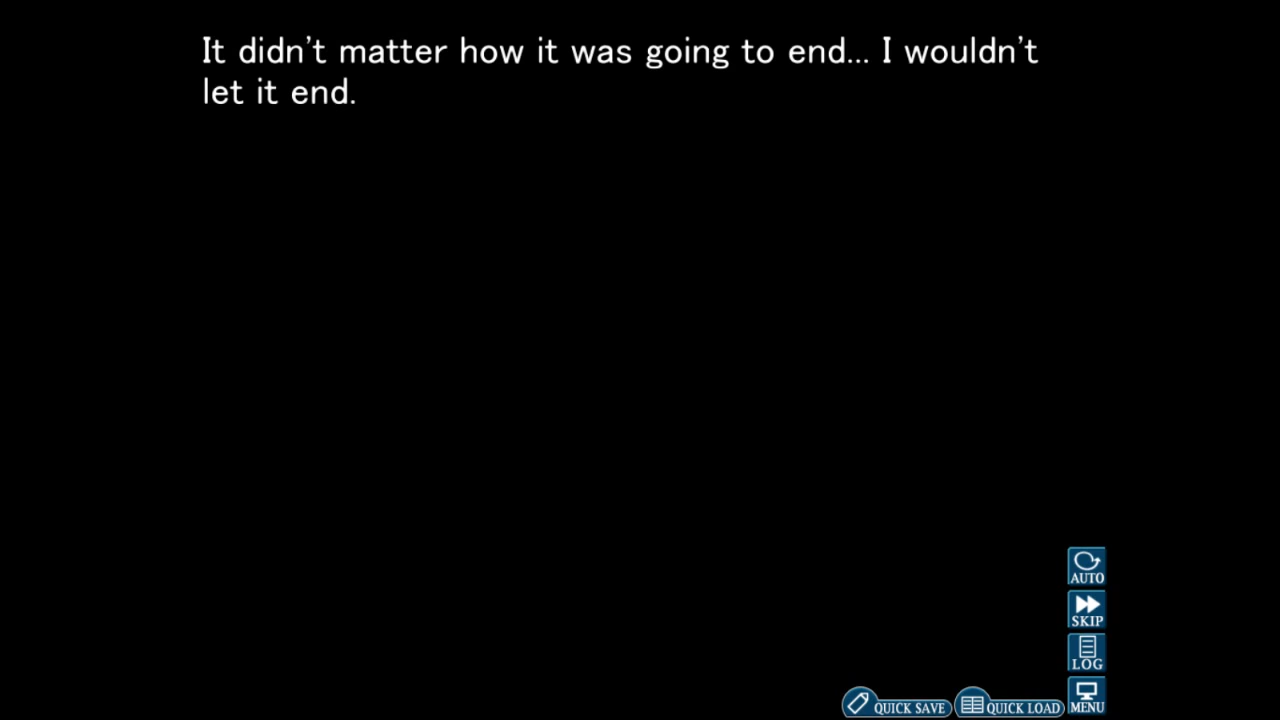 It didn't matter how it was going to end... I wouldn't
let it end.
AUTO
SKIP
LOG
MENU
QUICK SAVE
QUICK LOAD